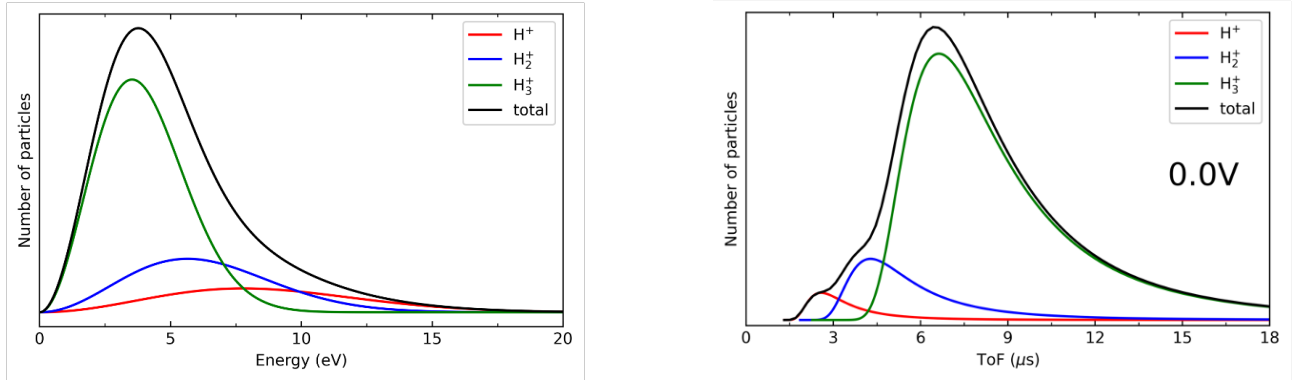 Number of particles
H⁺
H₂⁺
H₃⁺
total
0 5 10 15 20
Energy (eV)
Number of particles
H⁺
H₂⁺
H₃⁺
total
0.0V
0 3 6 9 12 15 18
ToF (μs)